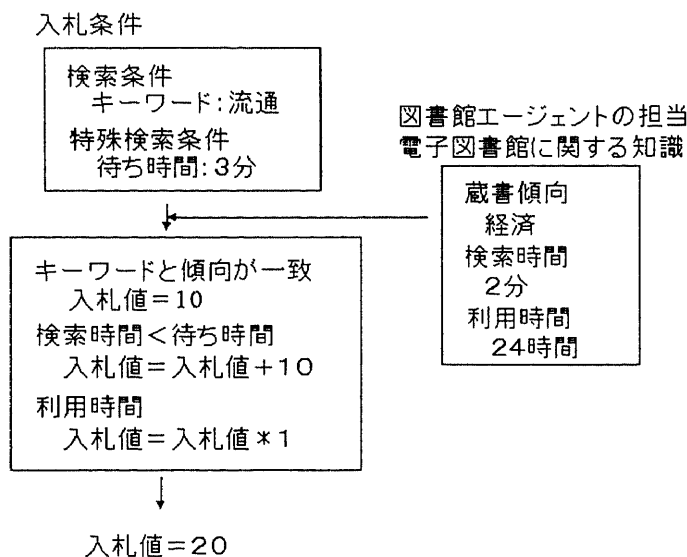 入札条件
検索条件
キーワード:流通
特殊検索条件
待ち時間:3分
図書館エージェントの担当
電子図書館に関する知識
蔵書傾向
経済
検索時間
2分
利用時間
24時間
キーワードと傾向が一致
入札値=10
検索時間<待ち時間
入札値=入札値+10
利用時間
入札値=入札値*1
入札値=20